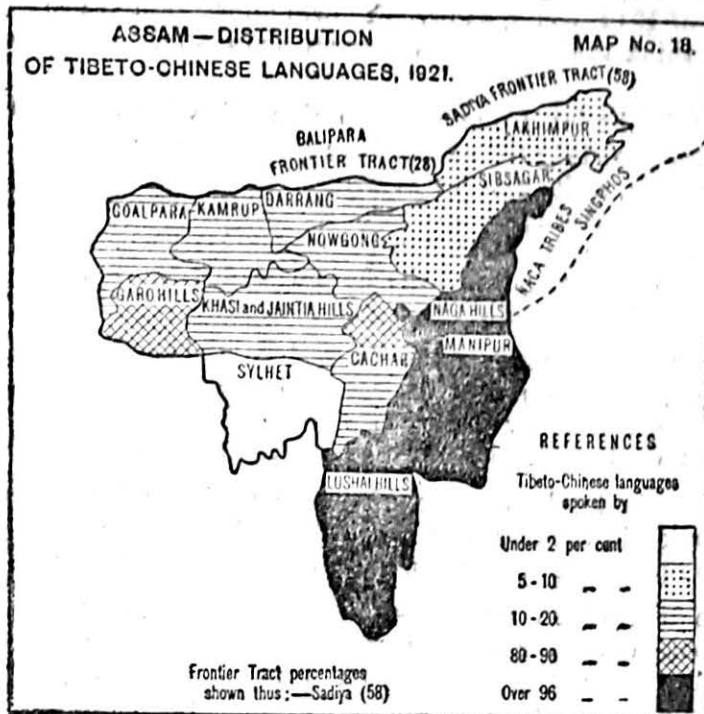 ASSAM — DISTRIBUTION
OF TIBETO-CHINESE LANGUAGES, 1921.
MAP No. 18.
SADIYA FRONTIER TRACT (58)
LAKHIMPUR
BALIPARA
FRONTIER TRACT (28)
SIBSAGAR
DARRANG
GOALPARA
KAMRUP
NOWGONG
NAGA TRIBES
SINGPHOS
GARO HILLS
KHASI and JAINTIA HILLS
NAGA HILLS
MANIPUR
CACHAR
SYLHET
LUSHAI HILLS
REFERENCES
Tibeto-Chinese languages
spoken by
Under 2 per cent
5-10 - -
10-20 - -
80-90 - -
Over 96 - -
Frontier Tract percentages
shown thus :—Sadiya (58)